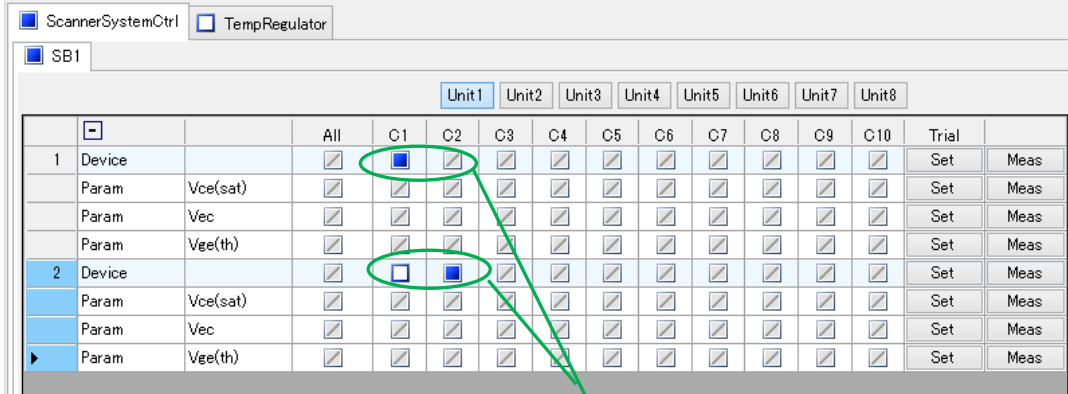 ScannerSystemCtrl TempRegulator
SB1
Unit1 Unit2 Unit3 Unit4 Unit5 Unit6 Unit7 Unit8
All C1 C2 C3 C4 C5 C6 C7 C8 C9 C10 Trial
1 Device Set Meas
Param Vce(sat) Set Meas
Param Vec Set Meas
Param Vge(th) Set Meas
2 Device Set Meas
Param Vce(sat) Set Meas
Param Vec Set Meas
Param Vge(th) Set Meas